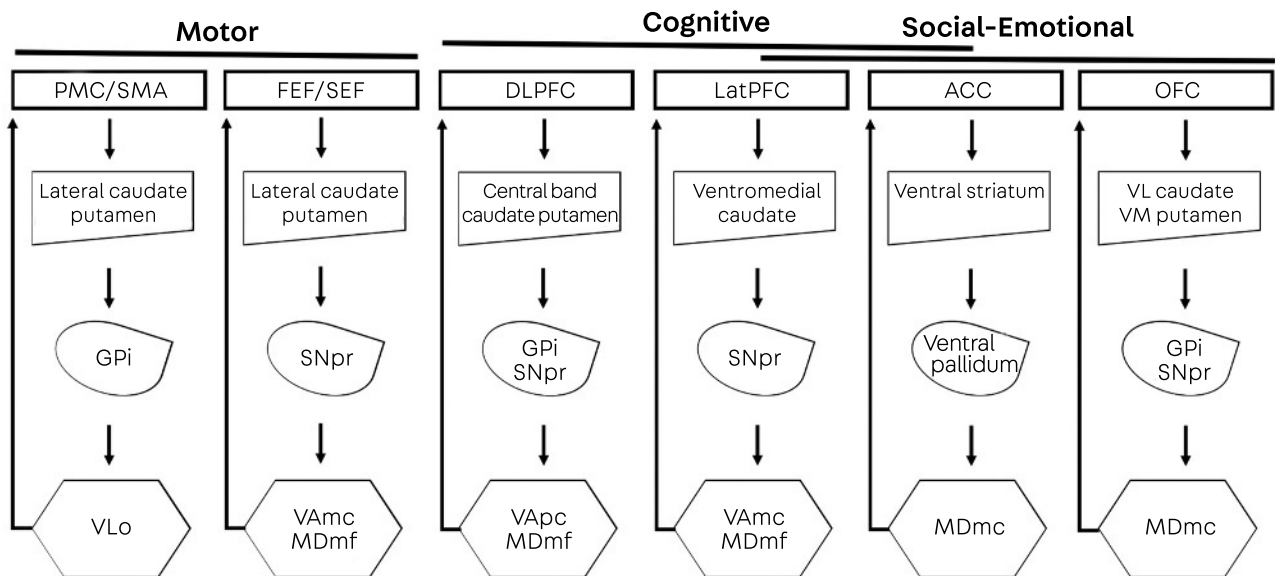 Motor
Cognitive
Social-Emotional
PMC/SMA
FEF/SEF
DLPFC
LatPFC
ACC
OFC
Lateral caudate
putamen
Lateral caudate
putamen
Central band
caudate putamen
Ventromedial
caudate
Ventral striatum
VL caudate
VM putamen
GPi
SNpr
GPi
SNpr
SNpr
Ventral
pallidum
GPi
SNpr
VLo
VAmc
MDmf
VApc
MDmf
VAmc
MDmf
MDmc
MDmc